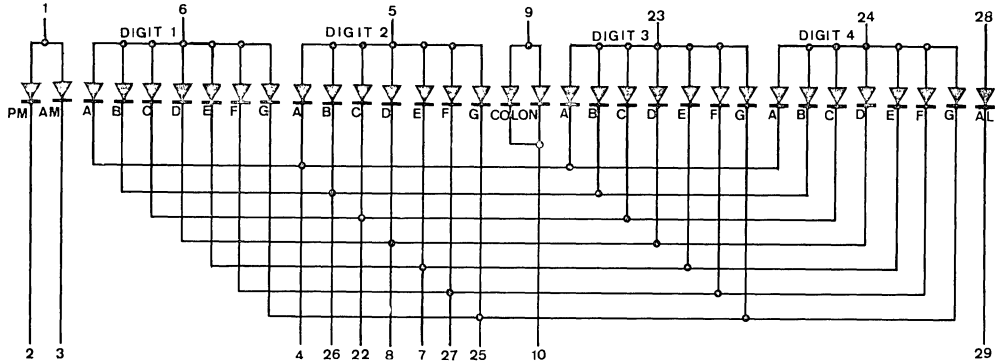 1 6 5 9 23 24 28
DIGIT 1 DIGIT 2 DIGIT 3 DIGIT 4
PM AM A B C D E F G A B C D E F G COLON A B C D E F G A B C D E F G AL
2 3 4 26 22 8 7 27 25 10 29